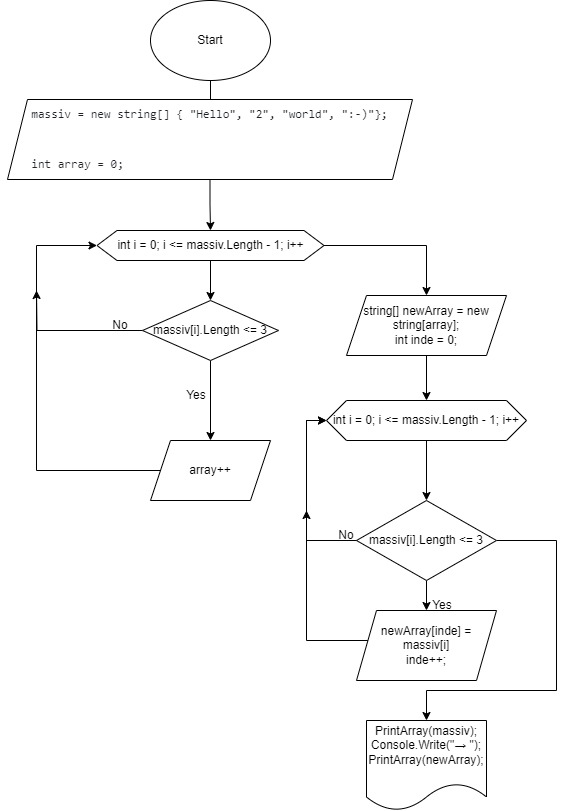 Start
massiv = new string[] { "Hello", "2", "world", ":-)"};
int array = 0;
int i = 0; i <= massiv.Length - 1; i++
No
massiv[i].Length <= 3
Yes
array++
string[] newArray = new
string[array];
int inde = 0;
int i = 0; i <= massiv.Length - 1; i++
No
massiv[i].Length <= 3
Yes
newArray[inde] =
massiv[i]
inde++;
PrintArray(massiv);
Console.Write("→ ");
PrintArray(newArray);